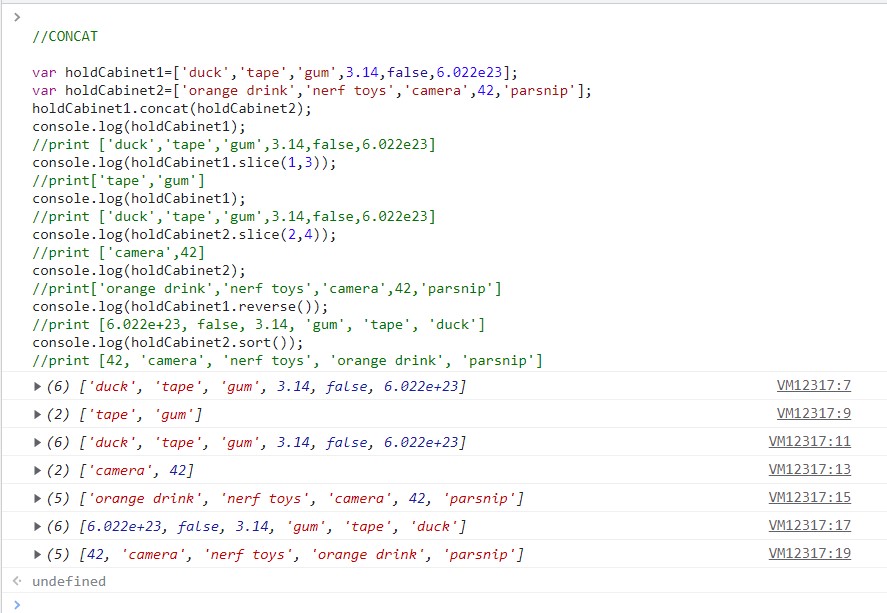 >
//CONCAT
var holdCabinet1=['duck','tape','gum',3.14,false,6.022e23];
var holdCabinet2=['orange drink','nerf toys','camera',42,'parsnip'];
holdCabinet1.concat(holdCabinet2);
console.log(holdCabinet1);
//print ['duck','tape','gum',3.14,false,6.022e23]
console.log(holdCabinet1.slice(1,3));
//print['tape','gum']
console.log(holdCabinet1);
//print ['duck','tape','gum',3.14,false,6.022e23]
console.log(holdCabinet2.slice(2,4));
//print ['camera',42]
console.log(holdCabinet2);
//print['orange drink','nerf toys','camera',42,'parsnip']
console.log(holdCabinet1.reverse());
//print [6.022e+23, false, 3.14, 'gum', 'tape', 'duck']
console.log(holdCabinet2.sort());
//print [42, 'camera', 'nerf toys', 'orange drink', 'parsnip']
▶ (6) ['duck', 'tape', 'gum', 3.14, false, 6.022e+23] VM12317:7
▶ (2) ['tape', 'gum'] VM12317:9
▶ (6) ['duck', 'tape', 'gum', 3.14, false, 6.022e+23] VM12317:11
▶ (2) ['camera', 42] VM12317:13
▶ (5) ['orange drink', 'nerf toys', 'camera', 42, 'parsnip'] VM12317:15
▶ (6) [6.022e+23, false, 3.14, 'gum', 'tape', 'duck'] VM12317:17
▶ (5) [42, 'camera', 'nerf toys', 'orange drink', 'parsnip'] VM12317:19
undefined
>